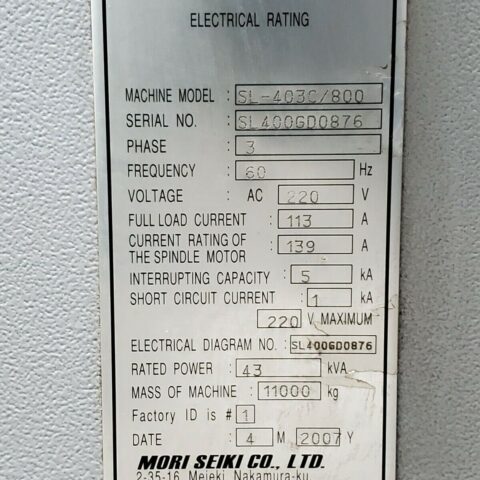 ELECTRICAL RATING
MACHINE MODEL : SL-403C/800
SERIAL NO. : SL400GD0876
PHASE : 3
FREQUENCY : 60 Hz
VOLTAGE : AC 220 V
FULL LOAD CURRENT : 113 A
CURRENT RATING OF
THE SPINDLE MOTOR : 139 A
INTERRUPTING CAPACITY : 5 kA
SHORT CIRCUIT CURRENT : 1 kA
220 V MAXIMUM
ELECTRICAL DIAGRAM NO. : SL400GD0876
RATED POWER : 43 kVA
MASS OF MACHINE : 11000 kg
Factory ID is # 1
DATE : 4 M 2007 Y
MORI SEIKI CO., LTD.
2-35-16 Meieki Nakamura-ku